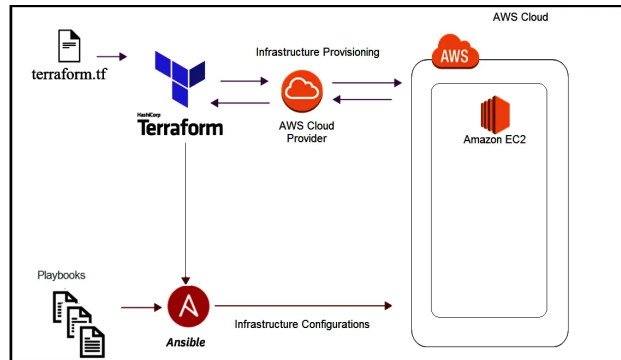 AWS Cloud
Infrastructure Provisioning
AWS
terraform.tf
HashiCorp
Terraform
AWS Cloud
Provider
Amazon EC2
Playbooks
Ansible
Infrastructure Configurations